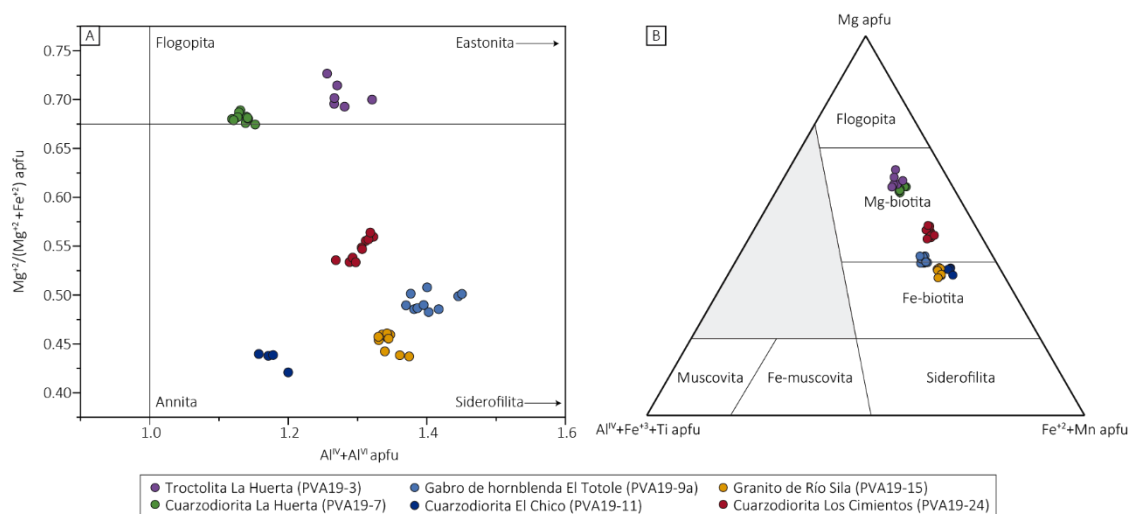 A
Flogopita
Eastonita
Annita
Siderofilita
0.75
0.70
0.65
0.60
0.55
0.50
0.45
0.40
Mg⁺²/(Mg⁺²+Fe⁺²) apfu
1.0
1.2
1.4
1.6
Alᴵⱽ+Alⱽᴵ apfu
B
Mg apfu
Flogopita
Mg-biotita
Fe-biotita
Muscovita
Fe-muscovita
Siderofilita
Alᴵⱽ+Fe⁺³+Ti apfu
Fe⁺²+Mn apfu
Troctolita La Huerta (PVA19-3)
Gabro de hornblenda El Totole (PVA19-9a)
Granito de Río Sila (PVA19-15)
Cuarzodiorita La Huerta (PVA19-7)
Cuarzodiorita El Chico (PVA19-11)
Cuarzodiorita Los Cimientos (PVA19-24)